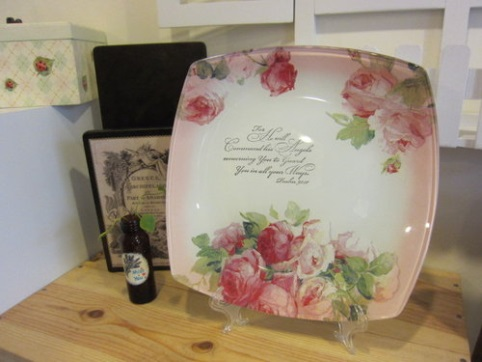 For
He will
Command his Angels
concerning You to Guard
You in all your Ways.
Psalm 91:11